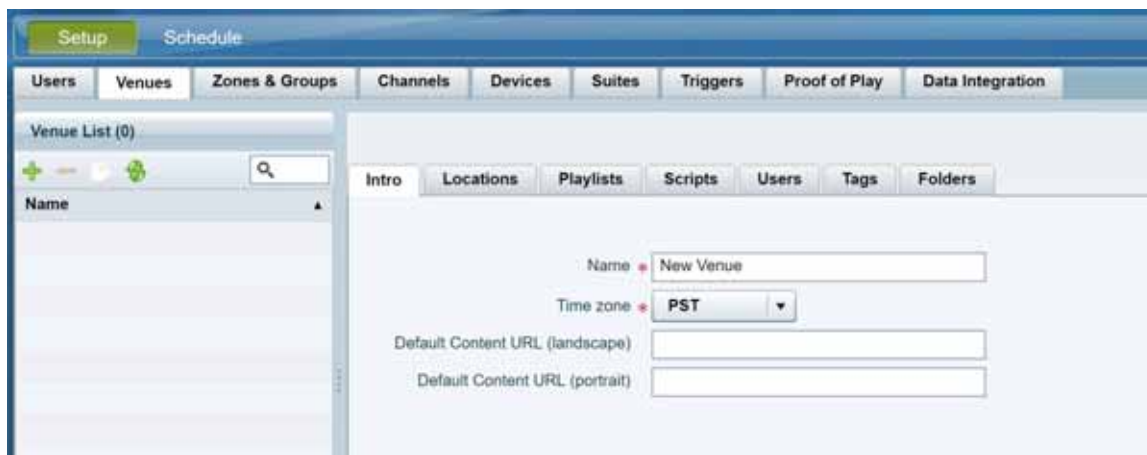 Setup Schedule
Users Venues Zones & Groups Channels Devices Suites Triggers Proof of Play Data Integration
Venue List (0)
Intro Locations Playlists Scripts Users Tags Folders
Name
Name * New Venue
Time zone * PST
Default Content URL (landscape)
Default Content URL (portrait)